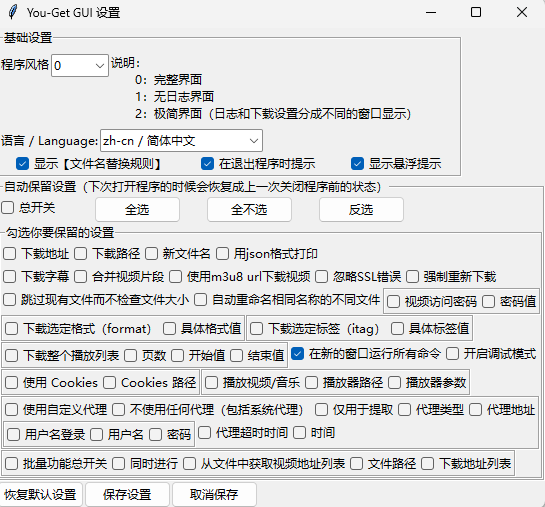 You-Get GUI 设置
基础设置
程序风格 0 说明：
0：完整界面
1：无日志界面
2：极简界面（日志和下载设置分成不同的窗口显示）
语言 / Language: zh-cn / 简体中文
显示【文件名替换规则】 在退出程序时提示 显示悬浮提示
自动保留设置（下次打开程序的时候会恢复成上一次关闭程序前的状态）
总开关 全选 全不选 反选
勾选你要保留的设置
下载地址 下载路径 新文件名 用json格式打印
下载字幕 合并视频片段 使用m3u8 url下载视频 忽略SSL错误 强制重新下载
跳过现有文件而不检查文件大小 自动重命名相同名称的不同文件 视频访问密码 密码值
下载选定格式（format） 具体格式值 下载选定标签（itag） 具体标签值
下载整个播放列表 页数 开始值 结束值 在新的窗口运行所有命令 开启调试模式
使用 Cookies Cookies 路径 播放视频/音乐 播放器路径 播放器参数
使用自定义代理 不使用任何代理（包括系统代理） 仅用于提取 代理类型 代理地址
用户名登录 用户名 密码 代理超时时间 时间
批量功能总开关 同时进行 从文件中获取视频地址列表 文件路径 下载地址列表
恢复默认设置 保存设置 取消保存